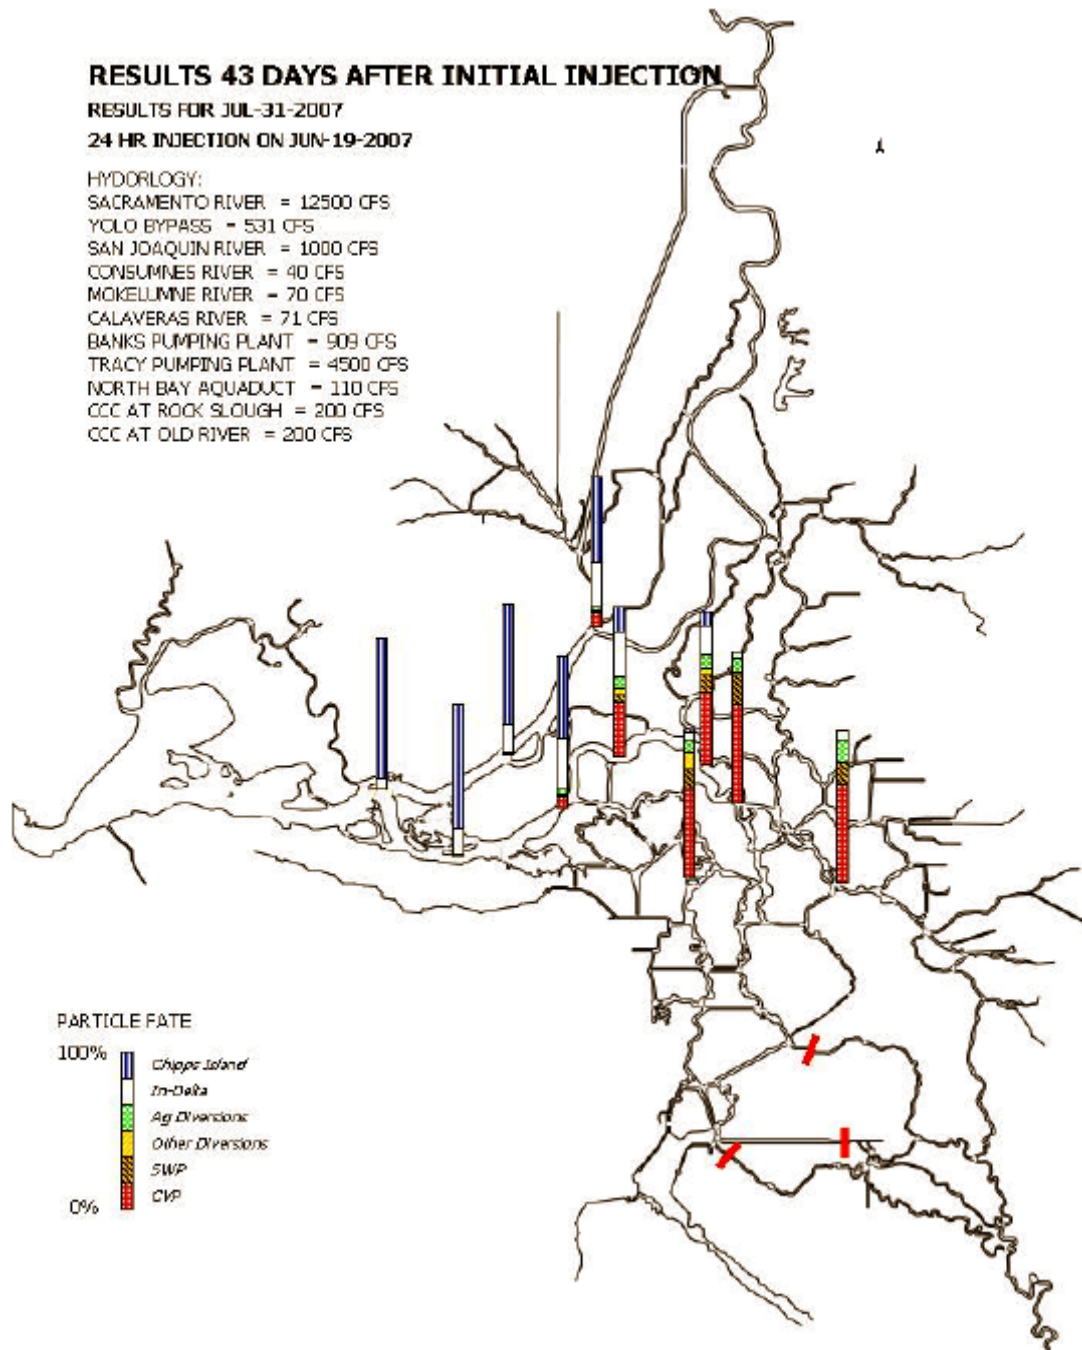 RESULTS 43 DAYS AFTER INITIAL INJECTION
RESULTS FOR JUL-31-2007
24 HR INJECTION ON JUN-19-2007
HYDORLOGY:
SACRAMENTO RIVER = 12500 CFS
YOLO BYPASS = 531 CFS
SAN JOAQUIN RIVER = 1000 CFS
CONSUMNES RIVER = 40 CFS
MOKELUMNE RIVER = 70 CFS
CALAVERAS RIVER = 71 CFS
BANKS PUMPING PLANT = 909 CFS
TRACY PUMPING PLANT = 4500 CFS
NORTH BAY AQUADUCT = 110 CFS
CCC AT ROCK SLOUGH = 200 CFS
CCC AT OLD RIVER = 200 CFS
PARTICLE FATE
100%
Chipps Island
In-Delta
Ag Diversions
Other Diversions
SWP
CVP
0%